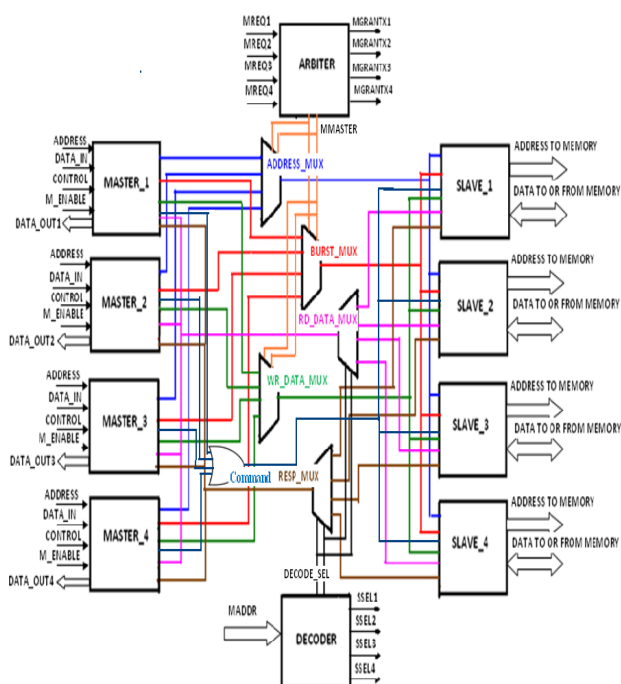 MREQ1
MREQ2
MREQ3
MREQ4
ARBITER
MGRANTX1
MGRANTX2
MGRANTX3
MGRANTX4
MMASTER
ADDRESS
DATA_IN
CONTROL
M_ENABLE
DATA_OUT1
MASTER_1
ADDRESS_MUX
SLAVE_1
ADDRESS TO MEMORY
DATA TO OR FROM MEMORY
ADDRESS
DATA_IN
CONTROL
M_ENABLE
DATA_OUT2
MASTER_2
BURST_MUX
RD_DATA_MUX
SLAVE_2
ADDRESS TO MEMORY
DATA TO OR FROM MEMORY
ADDRESS
DATA_IN
CONTROL
M_ENABLE
DATA_OUT3
MASTER_3
WR_DATA_MUX
SLAVE_3
ADDRESS TO MEMORY
DATA TO OR FROM MEMORY
Command
RESP_MUX
ADDRESS
DATA_IN
CONTROL
M_ENABLE
DATA_OUT4
MASTER_4
SLAVE_4
ADDRESS TO MEMORY
DATA TO OR FROM MEMORY
DECODE_SEL
MADDR
DECODER
SSEL1
SSEL2
SSEL3
SSEL4